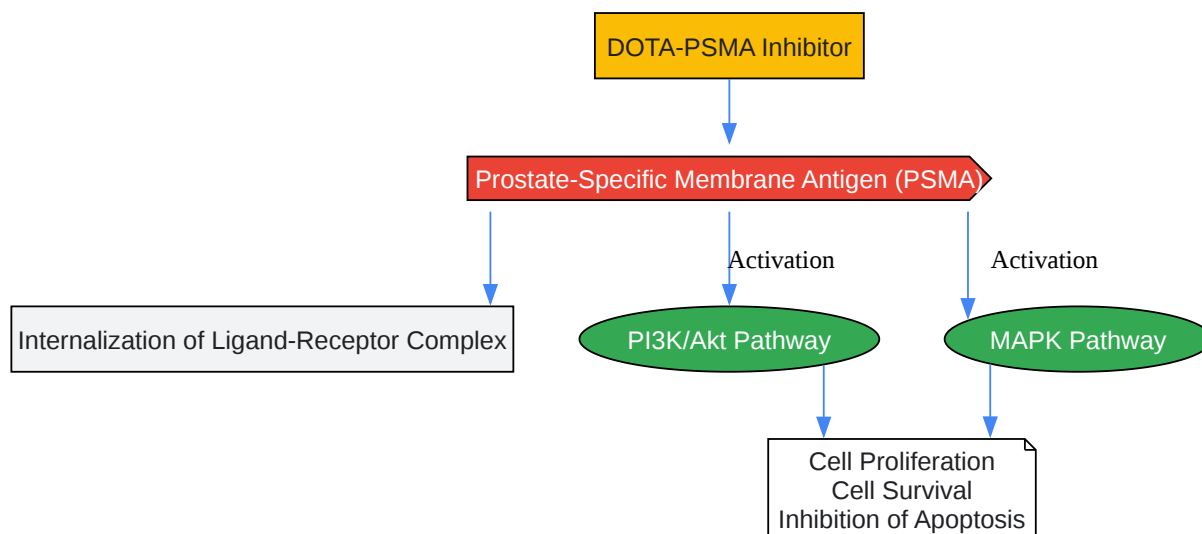 DOTA-PSMA Inhibitor
Prostate-Specific Membrane Antigen (PSMA)
Activation
Activation
Internalization of Ligand-Receptor Complex
PI3K/Akt Pathway
MAPK Pathway
Cell Proliferation
Cell Survival
Inhibition of Apoptosis